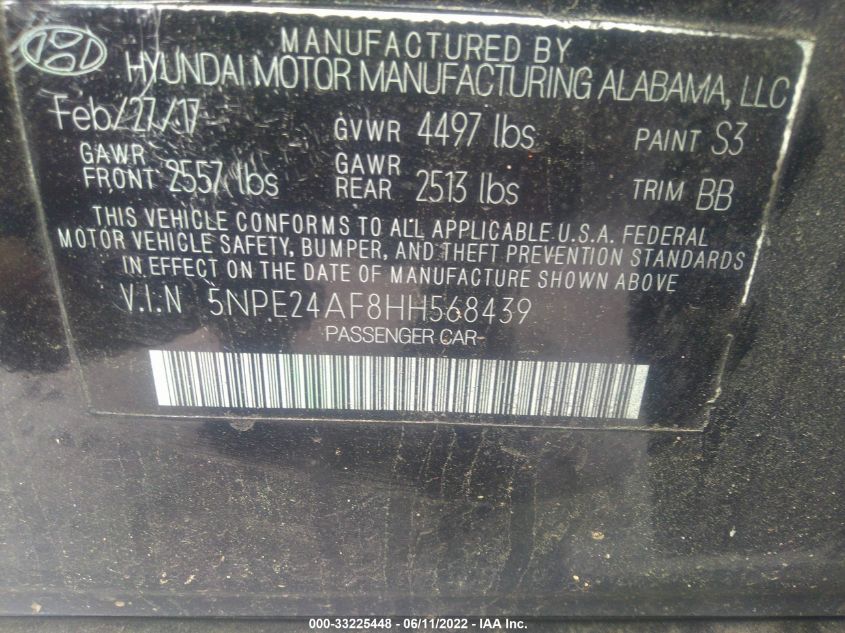 MANUFACTURED BY
HYUNDAI MOTOR MANUFACTURING ALABAMA, LLC
Feb/27/17 GVWR 4497 lbs PAINT S3
GAWR FRONT 2557 lbs GAWR REAR 2513 lbs TRIM BB
THIS VEHICLE CONFORMS TO ALL APPLICABLE U.S.A. FEDERAL
MOTOR VEHICLE SAFETY, BUMPER, AND THEFT PREVENTION STANDARDS
IN EFFECT ON THE DATE OF MANUFACTURE SHOWN ABOVE
V.I.N 5NPE24AF8HH568439
PASSENGER CAR
000-33225448 - 06/11/2022 - IAA Inc.